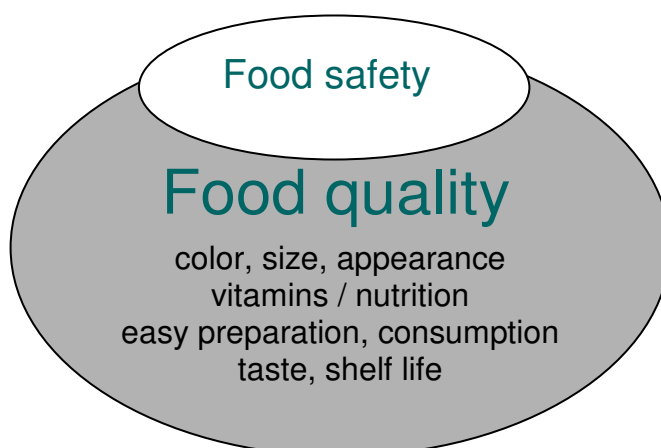 Food safety
Food quality
color, size, appearance
vitamins / nutrition
easy preparation, consumption
taste, shelf life